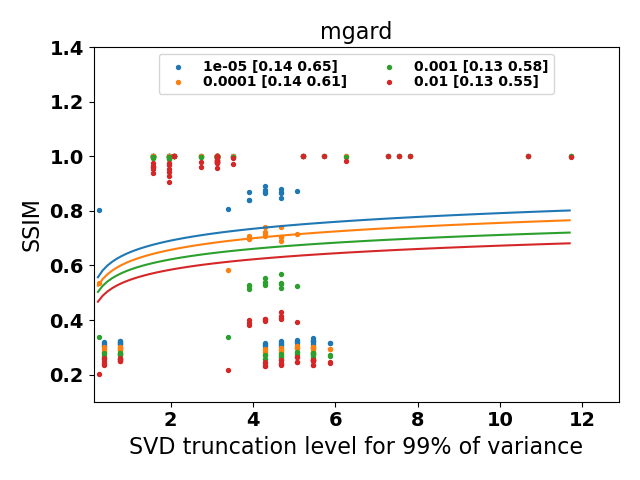 mgard
1.4
1e-05 [0.14 0.65] 0.001 [0.13 0.58]
0.0001 [0.14 0.61] 0.01 [0.13 0.55]
1.2
1.0
0.8
0.6
0.4
0.2
SSIM
2 4 6 8 10 12
SVD truncation level for 99% of variance